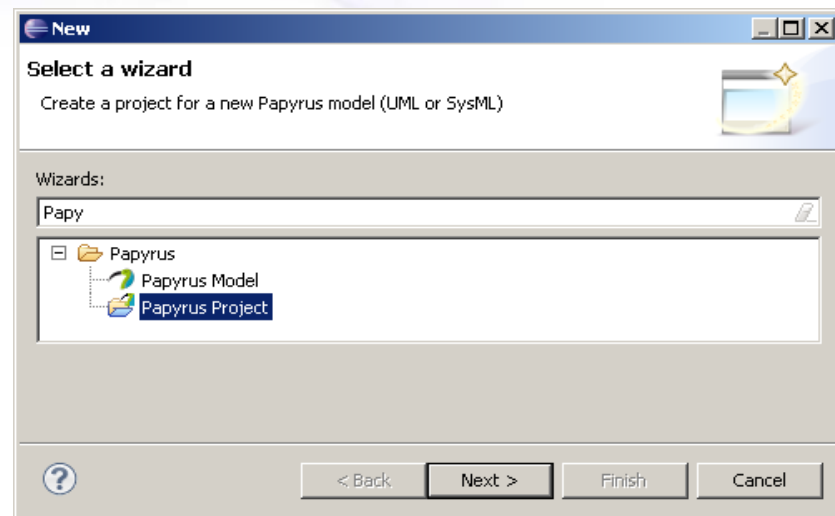 New
Select a wizard
Create a project for a new Papyrus model (UML or SysML)
Wizards:
Papy
Papyrus
Papyrus Model
Papyrus Project
< Back Next > Finish Cancel